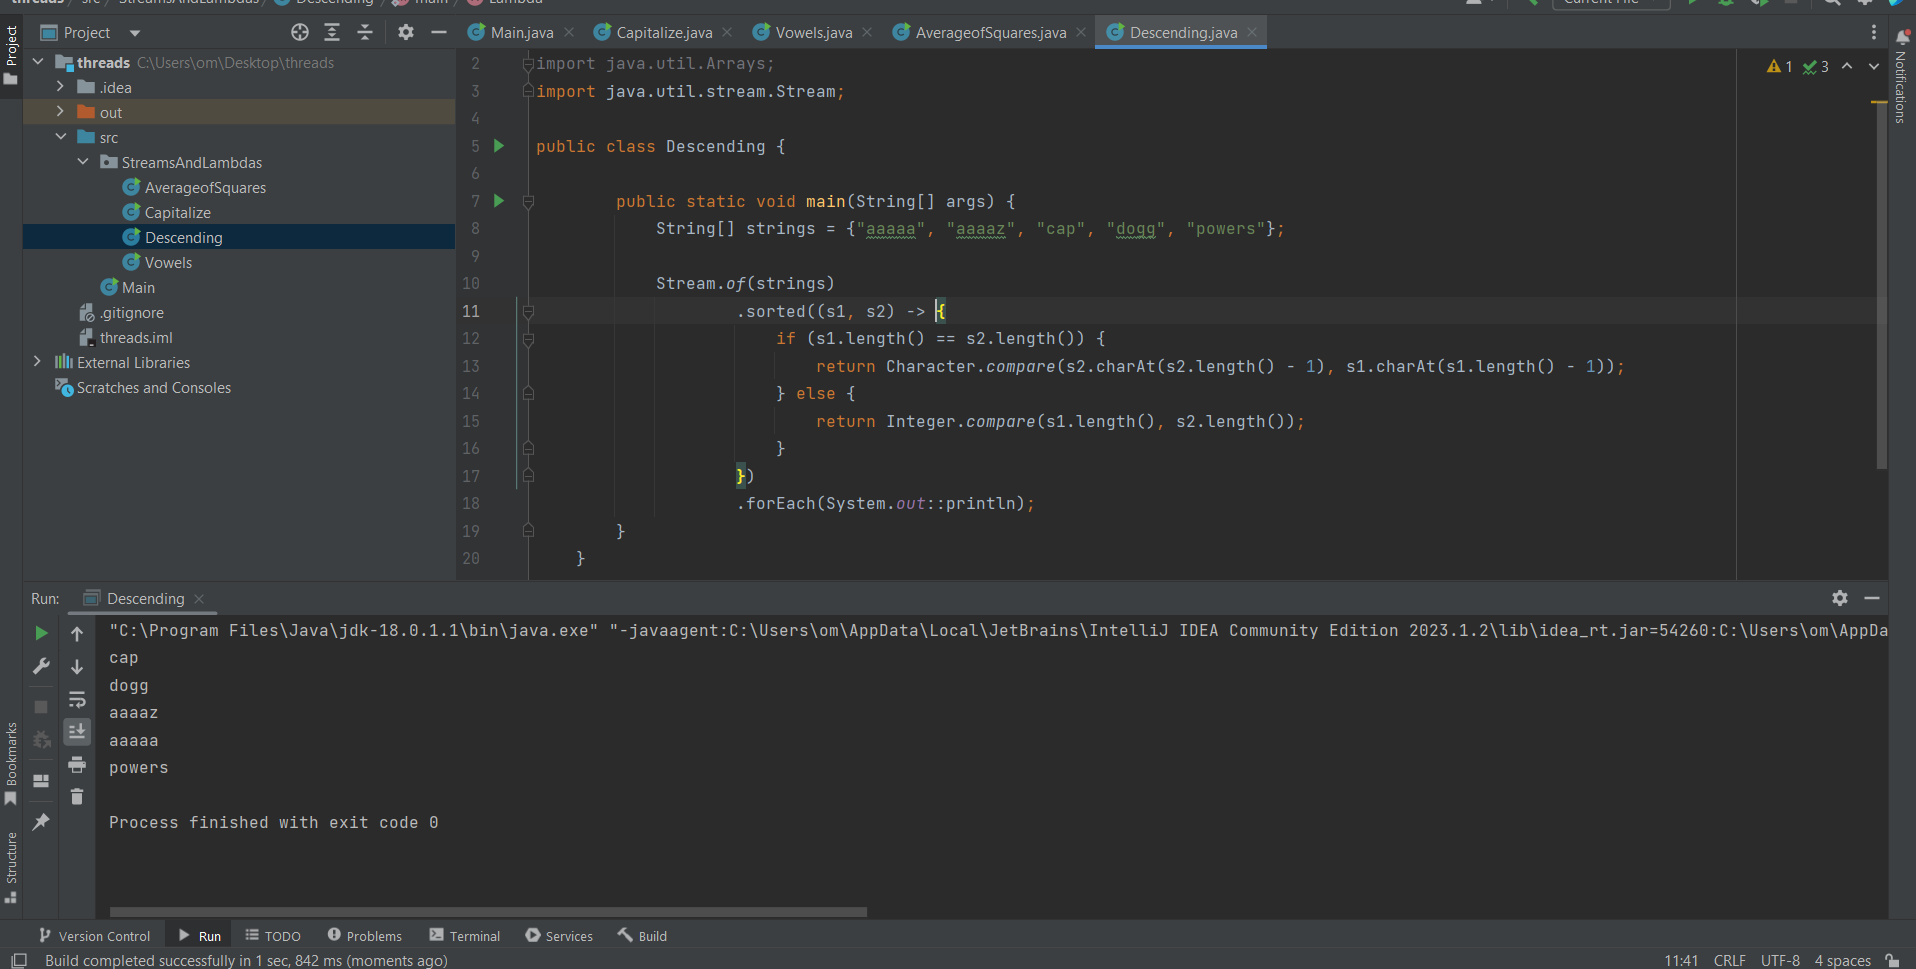 threads  src  StreamsAndLambdas  Descending  main  Lambda
Current File
Project
Project
Main.java
Capitalize.java
Vowels.java
AverageofSquares.java
Descending.java
Notifications
threads C:\Users\om\Desktop\threads
.idea
out
src
StreamsAndLambdas
AverageofSquares
Capitalize
Descending
Vowels
Main
.gitignore
threads.iml
External Libraries
Scratches and Consoles
1 3
2 import java.util.Arrays;
3 import java.util.stream.Stream;
4
5 public class Descending {
6
7 public static void main(String[] args) {
8 String[] strings = {"aaaaa", "aaaaz", "cap", "dogg", "powers"};
9
10 Stream.of(strings)
11 .sorted((s1, s2) -> {
12 if (s1.length() == s2.length()) {
13 return Character.compare(s2.charAt(s2.length() - 1), s1.charAt(s1.length() - 1));
14 } else {
15 return Integer.compare(s1.length(), s2.length());
16 }
17 })
18 .forEach(System.out::println);
19 }
20 }
Run: Descending
"C:\Program Files\Java\jdk-18.0.1.1\bin\java.exe" "-javaagent:C:\Users\om\AppData\Local\JetBrains\IntelliJ IDEA Community Edition 2023.1.2\lib\idea_rt.jar=54260:C:\Users\om\AppDa
cap
dogg
aaaaz
aaaaa
powers
Process finished with exit code 0
Bookmarks
Structure
Version Control
Run
TODO
Problems
Terminal
Services
Build
Build completed successfully in 1 sec, 842 ms (moments ago)
11:41 CRLF UTF-8 4 spaces